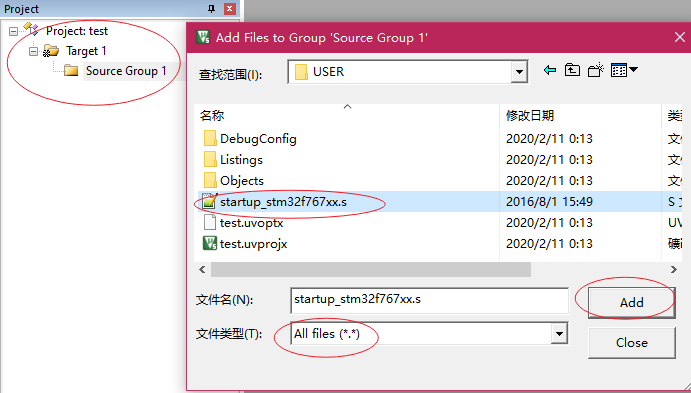 Project
Project: test
Target 1
Source Group 1
Add Files to Group 'Source Group 1'
查找范围(I): USER
名称 修改日期 类
DebugConfig 2020/2/11 0:13 文
Listings 2020/2/11 0:13 文
Objects 2020/2/11 0:13 文
startup_stm32f767xx.s 2016/8/1 15:49 S 文
test.uvoptx 2020/2/11 0:13 UV
test.uvprojx 2020/2/11 0:13 礦
文件名(N): startup_stm32f767xx.s Add
文件类型(T): All files (*.*) Close